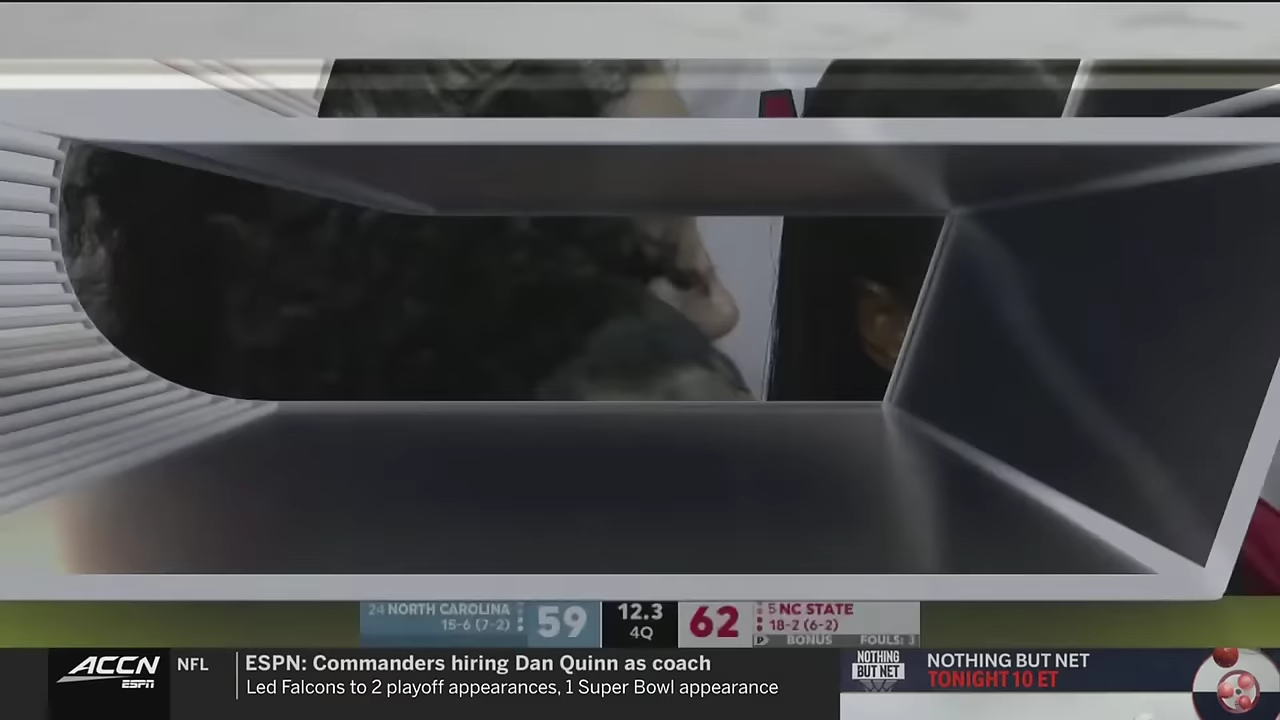 24 NORTH CAROLINA
15-6 (7-2)
59
12.3
4Q
62
5 NC STATE
18-2 (6-2)
P BONUS FOULS: 3
ACCN
ESPN
NFL
ESPN: Commanders hiring Dan Quinn as coach
Led Falcons to 2 playoff appearances, 1 Super Bowl appearance
NOTHING
BUT NET
NOTHING BUT NET
TONIGHT 10 ET